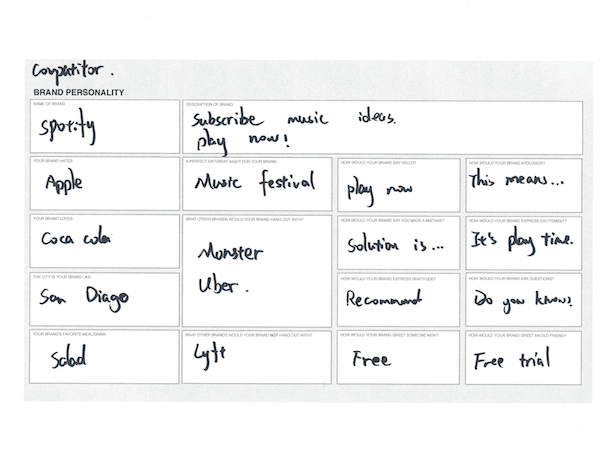 Competitor.
BRAND PERSONALITY
NAME OF BRAND
Spotify
DESCRIPTION OF BRAND
Subscribe music ideas.
play now!
YOUR BRAND HATES:
Apple
A PERFECT SATURDAY NIGHT FOR YOUR BRAND:
Music festival
HOW WOULD YOUR BRAND SAY HELLO?
play now
HOW WOULD YOUR BRAND APOLOGIZE?
This means...
YOUR BRAND LOVES:
Coca cola
WHAT OTHER BRANDS WOULD YOUR BRAND HANG OUT WITH?
Monster
Uber.
HOW WOULD YOUR BRAND SAY YOU MADE A MISTAKE?
Solution is...
HOW WOULD YOUR BRAND EXPRESS EXCITEMENT?
It's play time.
THE CITY IS YOUR BRAND LIKE:
San Diago
HOW WOULD YOUR BRAND EXPRESS GRATITUDE?
Recommend
HOW WOULD YOUR BRAND ASK QUESTIONS?
Do you know?
YOUR BRAND'S FAVORITE MEAL/DRINK:
Salad
WHAT OTHER BRANDS WOULD YOUR BRAND NOT HANG OUT WITH?
Lyft
HOW WOULD YOUR BRAND GREET SOMEONE NEW?
Free
HOW WOULD YOUR BRAND GREET AN OLD FRIEND?
Free trial